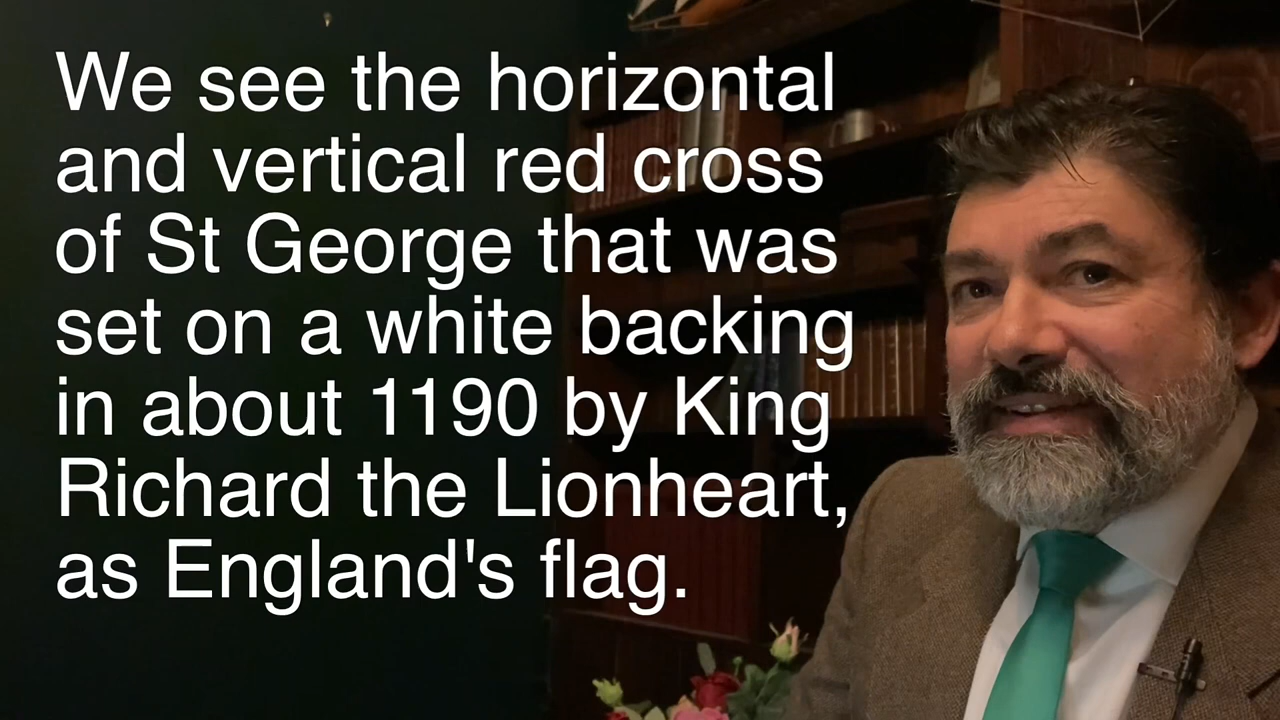 We see the horizontal
and vertical red cross
of St George that was
set on a white backing
in about 1190 by King
Richard the Lionheart,
as England's flag.